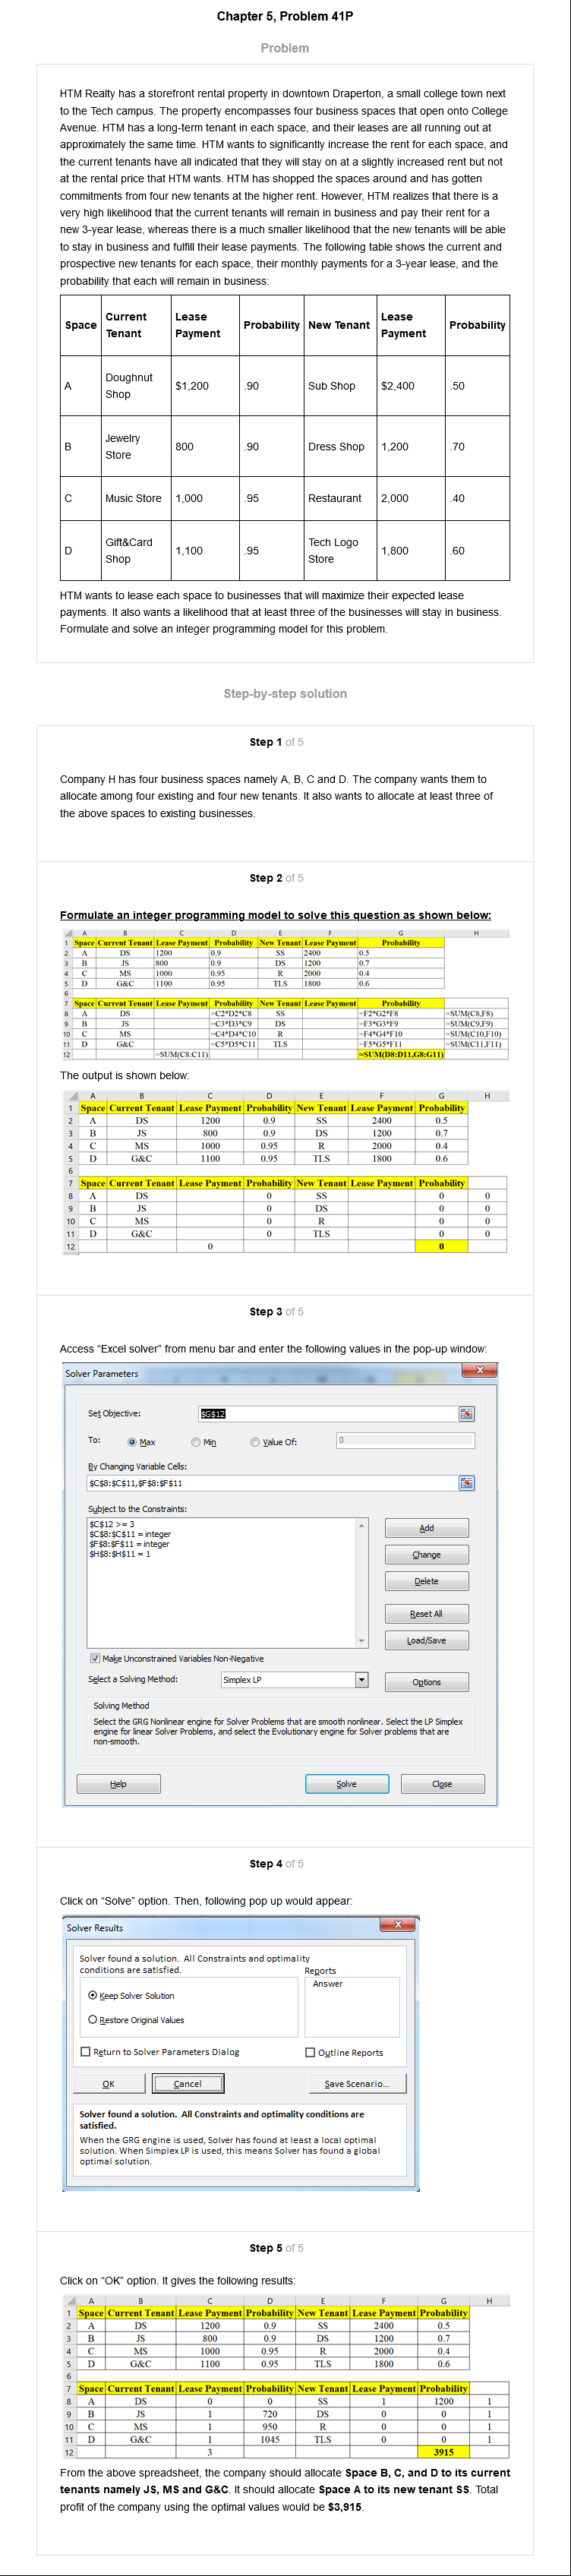 Chapter 5, Problem 41P
Problem
HTM Realty has a storefront rental property in downtown Draperton, a small college town next
to the Tech campus. The property encompasses four business spaces that open onto College
Avenue. HTM has a long-term tenant in each space, and their leases are all running out at
approximately the same time. HTM wants to significantly increase the rent for each space, and
the current tenants have all indicated that they will stay on at a slightly increased rent but not
at the rental price that HTM wants. HTM has shopped the spaces around and has gotten
commitments from four new tenants at the higher rent. However, HTM realizes that there is a
very high likelihood that the current tenants will remain in business and pay their rent for a
new 3-year lease, whereas there is a much smaller likelihood that the new tenants will be able
to stay in business and fulfill their lease payments. The following table shows the current and
prospective new tenants for each space, their monthly payments for a 3-year lease, and the
probability that each will remain in business:
Space Current Tenant Lease Payment Probability New Tenant Lease Payment Probability
A Doughnut Shop $1,200 .90 Sub Shop $2,400 .50
B Jewelry Store 800 .90 Dress Shop 1,200 .70
C Music Store 1,000 .95 Restaurant 2,000 .40
D Gift&Card Shop 1,100 .95 Tech Logo Store 1,800 .60
HTM wants to lease each space to businesses that will maximize their expected lease
payments. It also wants a likelihood that at least three of the businesses will stay in business.
Formulate and solve an integer programming model for this problem.
Step-by-step solution
Step 1 of 5
Company H has four business spaces namely A, B, C and D. The company wants them to
allocate among four existing and four new tenants. It also wants to allocate at least three of
the above spaces to existing businesses.
Step 2 of 5
Formulate an integer programming model to solve this question as shown below:
A B C D E F G H
1 Space Current Tenant Lease Payment Probability New Tenant Lease Payment Probability
2 A DS 1200 0.9 SS 2400 0.5
3 B JS 800 0.9 DS 1200 0.7
4 C MS 1000 0.95 R 2000 0.4
5 D G&C 1100 0.95 TLS 1800 0.6
6
7 Space Current Tenant Lease Payment Probability New Tenant Lease Payment Probability
8 A DS =C2*D2*C8 SS =F2*G2*F8 =SUM(C8,F8)
9 B JS =C3*D3*C9 DS =F3*G3*F9 =SUM(C9,F9)
10 C MS =C4*D4*C10 R =F4*G4*F10 =SUM(C10,F10)
11 D G&C =C5*D5*C11 TLS =F5*G5*F11 =SUM(C11,F11)
12 =SUM(C8:C11) =SUM(D8:D11,G8:G11)
The output is shown below:
A B C D E F G H
1 Space Current Tenant Lease Payment Probability New Tenant Lease Payment Probability
2 A DS 1200 0.9 SS 2400 0.5
3 B JS 800 0.9 DS 1200 0.7
4 C MS 1000 0.95 R 2000 0.4
5 D G&C 1100 0.95 TLS 1800 0.6
6
7 Space Current Tenant Lease Payment Probability New Tenant Lease Payment Probability
8 A DS 0 SS 0 0
9 B JS 0 DS 0 0
10 C MS 0 R 0 0
11 D G&C 0 TLS 0 0
12 0 0
Step 3 of 5
Access "Excel solver" from menu bar and enter the following values in the pop-up window:
Solver Parameters
Set Objective: $G$12
To: Max Min Value Of: 0
By Changing Variable Cells:
$C$8:$C$11,$F$8:$F$11
Subject to the Constraints:
$C$12 >= 3
$C$8:$C$11 = integer
$F$8:$F$11 = integer
$H$8:$H$11 = 1
Add
Change
Delete
Reset All
Load/Save
Make Unconstrained Variables Non-Negative
Select a Solving Method: Simplex LP Options
Solving Method
Select the GRG Nonlinear engine for Solver Problems that are smooth nonlinear. Select the LP Simplex
engine for linear Solver Problems, and select the Evolutionary engine for Solver problems that are
non-smooth.
Help Solve Close
Step 4 of 5
Click on "Solve" option. Then, following pop up would appear:
Solver Results
Solver found a solution. All Constraints and optimality
conditions are satisfied.
Reports
Answer
Keep Solver Solution
Restore Original Values
Return to Solver Parameters Dialog Outline Reports
OK Cancel Save Scenario...
Solver found a solution. All Constraints and optimality conditions are
satisfied.
When the GRG engine is used, Solver has found at least a local optimal
solution. When Simplex LP is used, this means Solver has found a global
optimal solution.
Step 5 of 5
Click on "OK" option. It gives the following results:
A B C D E F G H
1 Space Current Tenant Lease Payment Probability New Tenant Lease Payment Probability
2 A DS 1200 0.9 SS 2400 0.5
3 B JS 800 0.9 DS 1200 0.7
4 C MS 1000 0.95 R 2000 0.4
5 D G&C 1100 0.95 TLS 1800 0.6
6
7 Space Current Tenant Lease Payment Probability New Tenant Lease Payment Probability
8 A DS 0 0 SS 1 1200 1
9 B JS 1 720 DS 0 0 1
10 C MS 1 950 R 0 0 1
11 D G&C 1 1045 TLS 0 0 1
12 3 3915
From the above spreadsheet, the company should allocate Space B, C, and D to its current
tenants namely JS, MS and G&C. It should allocate Space A to its new tenant SS. Total
profit of the company using the optimal values would be $3,915.